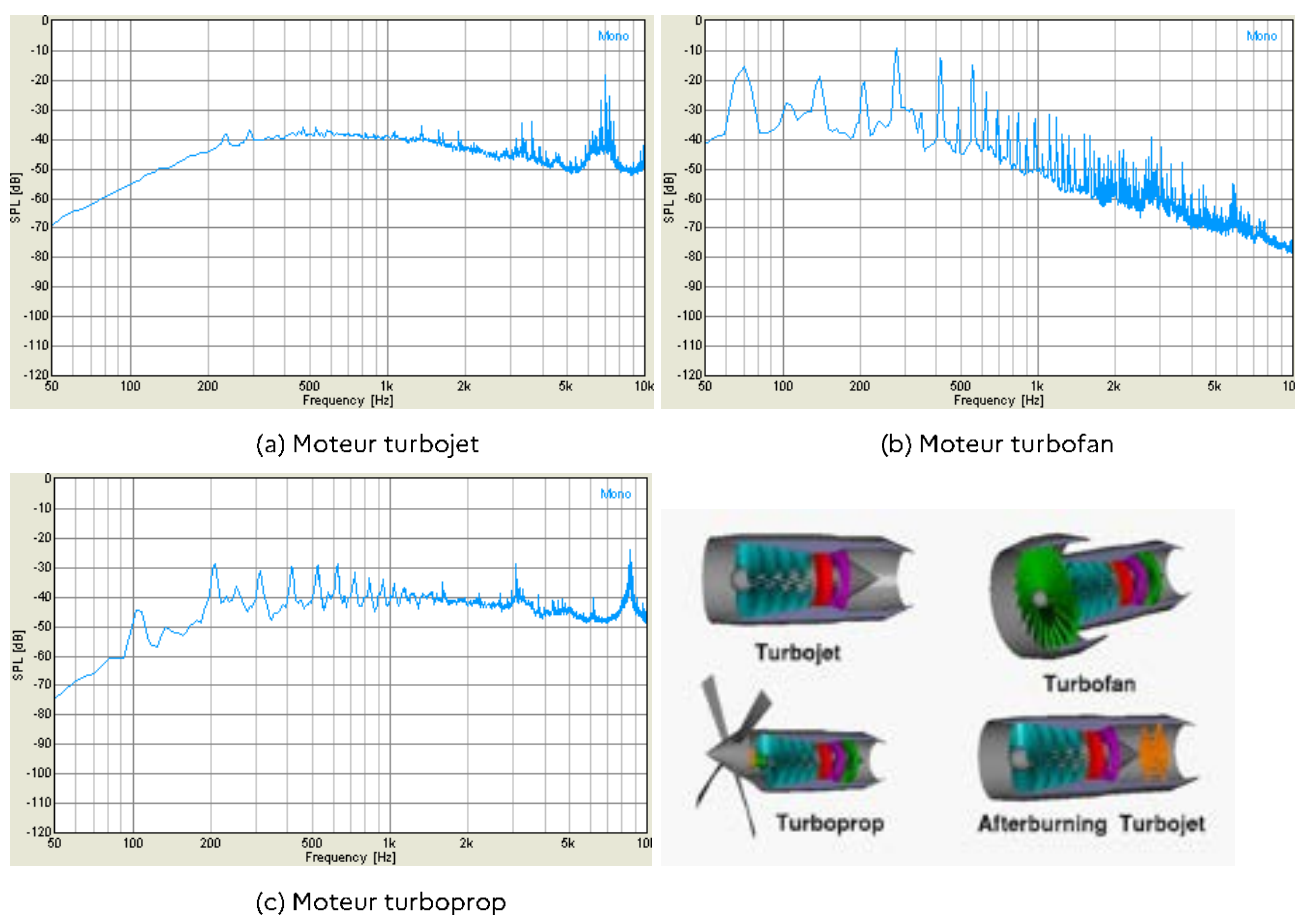 0
-10
-20
-30
-40
-50
-60
-70
-80
-90
-100
-110
-120
SPL [dB]
Mono
50 100 200 500 1k 2k 5k 10k
Frequency [Hz]
(a) Moteur turbojet
0
-10
-20
-30
-40
-50
-60
-70
-80
-90
-100
-110
-120
SPL [dB]
Mono
50 100 200 500 1k 2k 5k 10
Frequency [Hz]
(b) Moteur turbofan
0
-10
-20
-30
-40
-50
-60
-70
-80
-90
-100
-110
-120
SPL [dB]
Mono
50 100 200 500 1k 2k 5k 10k
Frequency [Hz]
(c) Moteur turboprop
Turbojet
Turbofan
Turboprop
Afterburning Turbojet